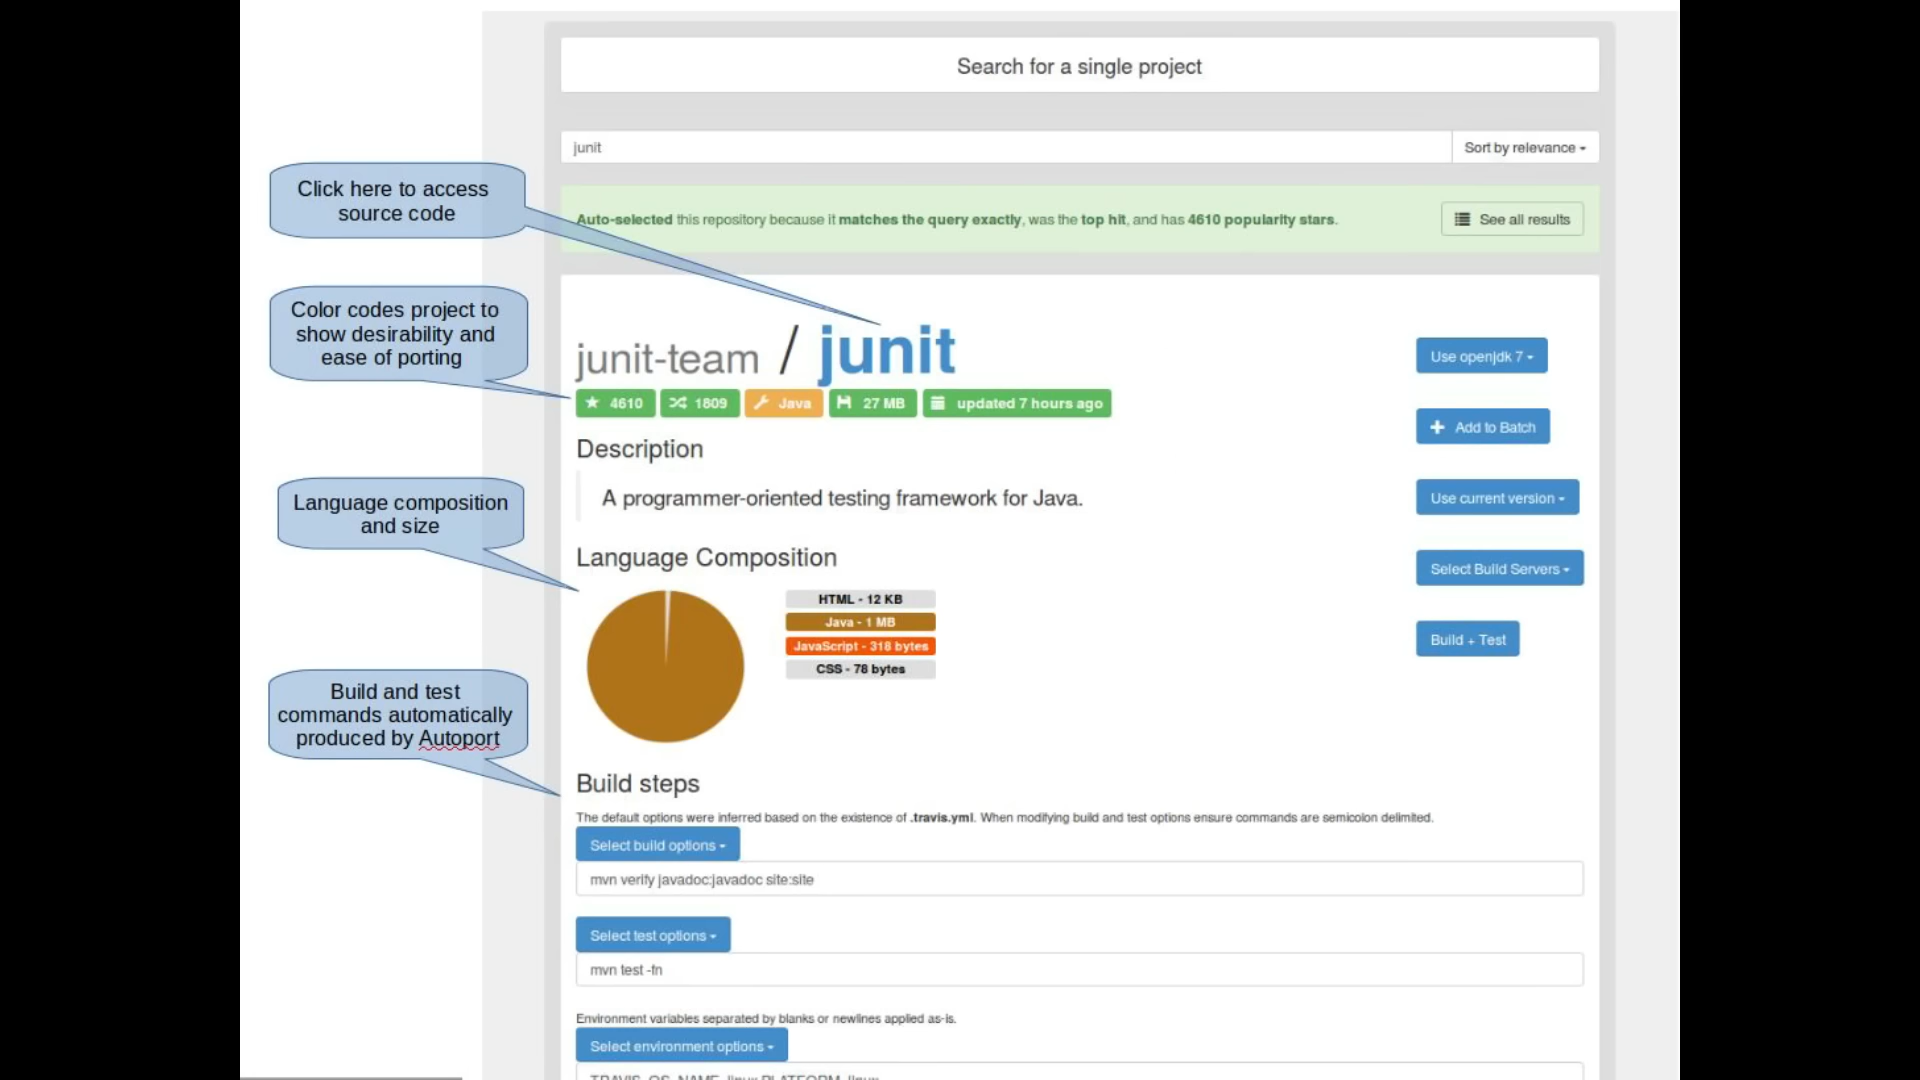 Search for a single project
junit
Sort by relevance
Click here to access
source code
Auto-selected this repository because it matches the query exactly, was the top hit, and has 4610 popularity stars.
See all results
Color codes project to
show desirability and
ease of porting
junit-team / junit
Use openjdk 7
4610 1809 Java 27 MB updated 7 hours ago
Add to Batch
Description
A programmer-oriented testing framework for Java.
Use current version
Language composition
and size
Language Composition
Select Build Servers
HTML - 12 KB
Java - 1 MB
JavaScript - 318 bytes
CSS - 78 bytes
Build + Test
Build and test
commands automatically
produced by Autoport
Build steps
The default options were inferred based on the existence of .travis.yml. When modifying build and test options ensure commands are semicolon delimited.
Select build options
mvn verify javadoc:javadoc site:site
Select test options
mvn test -fn
Environment variables separated by blanks or newlines applied as-is.
Select environment options